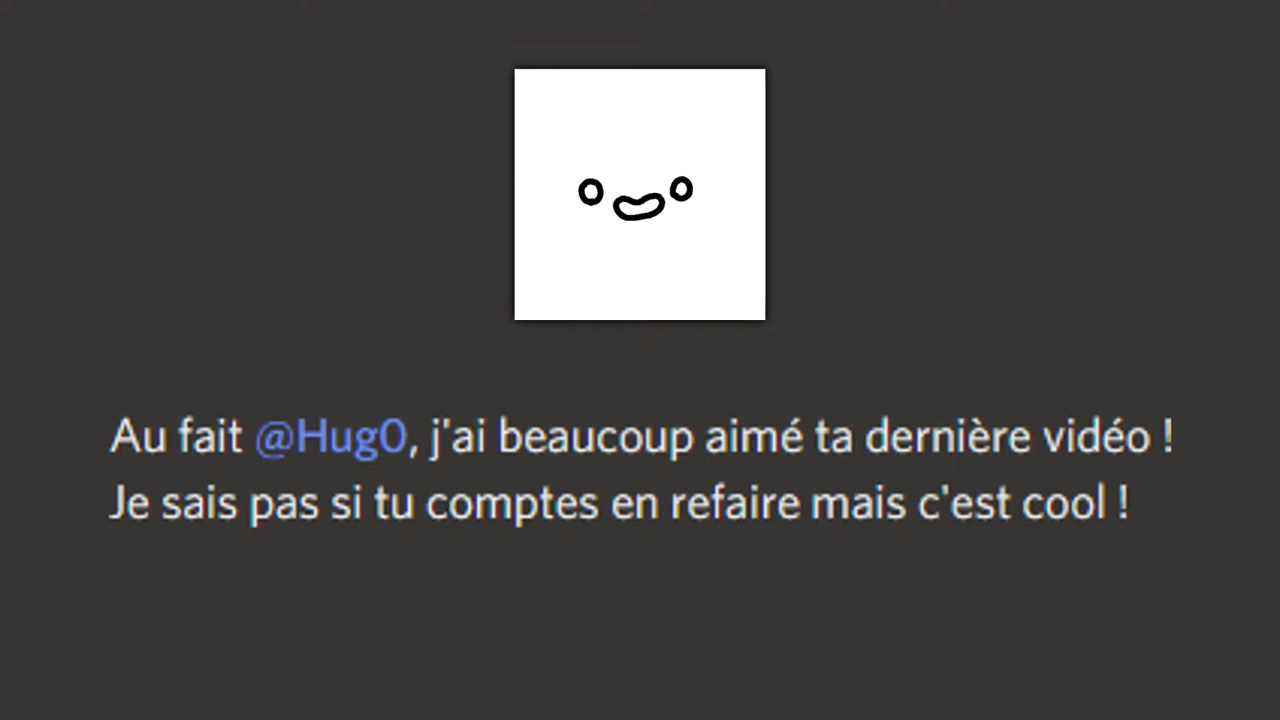 Au fait @Hug0, j'ai beaucoup aimé ta dernière vidéo !
Je sais pas si tu comptes en refaire mais c'est cool !